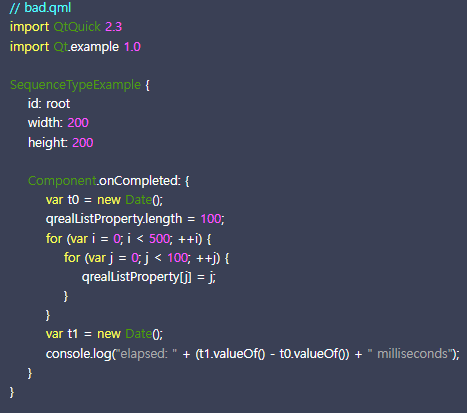 // bad.qml
import QtQuick 2.3
import Qt.example 1.0
SequenceTypeExample {
id: root
width: 200
height: 200
Component.onCompleted: {
var t0 = new Date();
qrealListProperty.length = 100;
for (var i = 0; i < 500; ++i) {
for (var j = 0; j < 100; ++j) {
qrealListProperty[j] = j;
}
}
var t1 = new Date();
console.log("elapsed: " + (t1.valueOf() - t0.valueOf()) + " milliseconds");
}
}